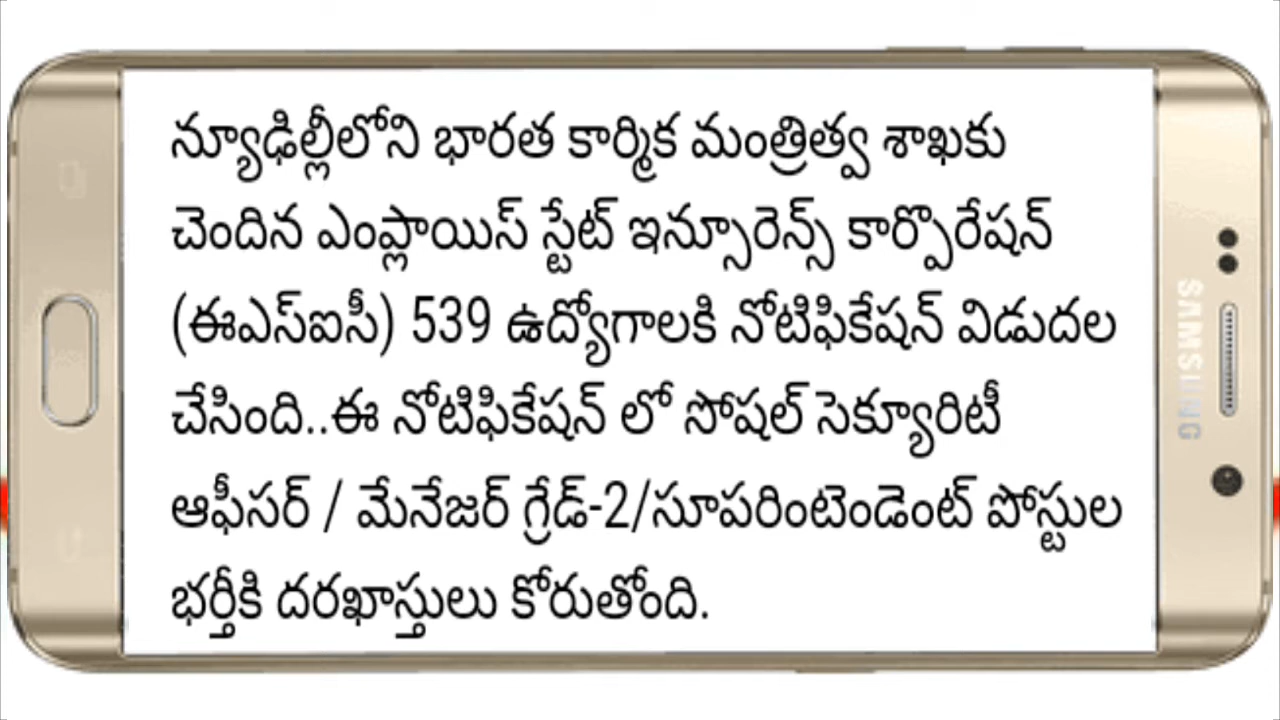 న్యూఢిల్లీలోని భారత కార్మిక మంత్రిత్వ శాఖకు
చెందిన ఎంప్లాయిస్ స్టేట్ ఇన్సూరెన్స్ కార్పొరేషన్
(ఈఎస్ఐసీ) 539 ఉద్యోగాలకి నోటిఫికేషన్ విడుదల
చేసింది..ఈ నోటిఫికేషన్ లో సోషల్ సెక్యూరిటీ
ఆఫీసర్ / మేనేజర్ గ్రేడ్-2/సూపరింటెండెంట్ పోస్టుల
భర్తీకి దరఖాస్తులు కోరుతోంది.
SAMSUNG